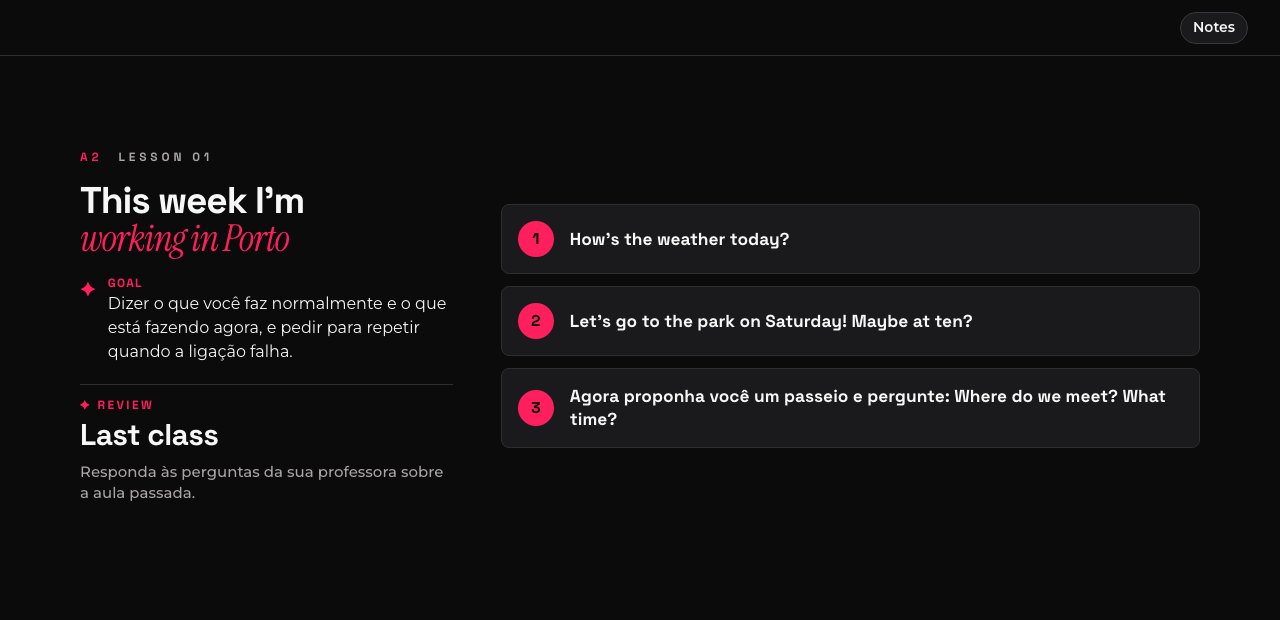 Notes
A2 LESSON 01
This week I’m
working in Porto
GOAL
Dizer o que você faz normalmente e o que
está fazendo agora, e pedir para repetir
quando a ligação falha.
REVIEW
Last class
Responda às perguntas da sua professora sobre
a aula passada.
1 How’s the weather today?
2 Let’s go to the park on Saturday! Maybe at ten?
3 Agora proponha você um passeio e pergunte: Where do we meet? What
time?